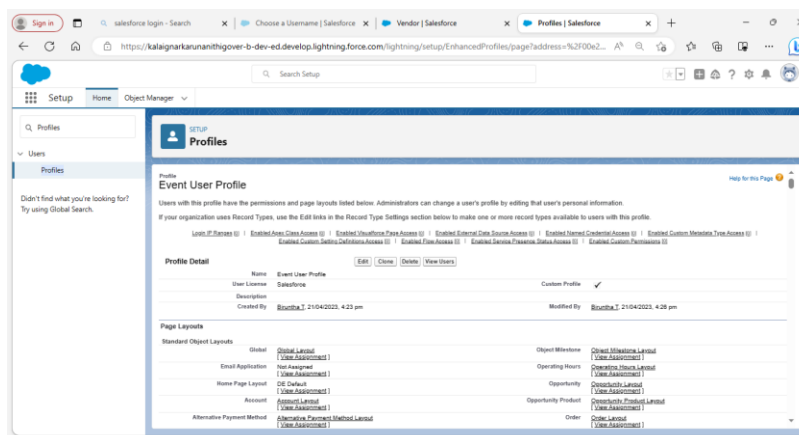 Sign in
salesforce login - Search
Choose a Username | Salesforce
Vendor | Salesforce
Profiles | Salesforce
https://kalaignarkarunanithigover-b-dev-ed.develop.lightning.force.com/lightning/setup/EnhancedProfiles/page?address=%2F00e2...
Search Setup
Setup Home Object Manager
Profiles
Users
Profiles
Didn't find what you're looking for?
Try using Global Search.
SETUP
Profiles
Profile
Event User Profile
Help for this Page
Users with this profile have the permissions and page layouts listed below. Administrators can change a user's profile by editing that user's personal information.
If your organization uses Record Types, use the Edit links in the Record Type Settings section below to make one or more record types available to users with this profile.
Login IP Ranges [0] | Enabled Apex Class Access [0] | Enabled Visualforce Page Access [0] | Enabled External Data Source Access [0] | Enabled Named Credential Access [0] | Enabled Custom Metadata Type Access [0] |
Enabled Custom Setting Definitions Access [0] | Enabled Flow Access [0] | Enabled Service Presence Status Access [0] | Enabled Custom Permissions [0]
Profile Detail Edit Clone Delete View Users
Name Event User Profile
User License Salesforce Custom Profile ✓
Description
Created By Biruntha T, 21/04/2023, 4:23 pm Modified By Biruntha T, 21/04/2023, 4:26 pm
Page Layouts
Standard Object Layouts
Global Global Layout Object Milestone Object Milestone Layout
[ View Assignment ] [ View Assignment ]
Email Application Not Assigned Operating Hours Operating Hours Layout
[ View Assignment ] [ View Assignment ]
Home Page Layout DE Default Opportunity Opportunity Layout
[ View Assignment ] [ View Assignment ]
Account Account Layout Opportunity Product Opportunity Product Layout
[ View Assignment ] [ View Assignment ]
Alternative Payment Method Alternative Payment Method Layout Order Order Layout
[ View Assignment ] [ View Assignment ]